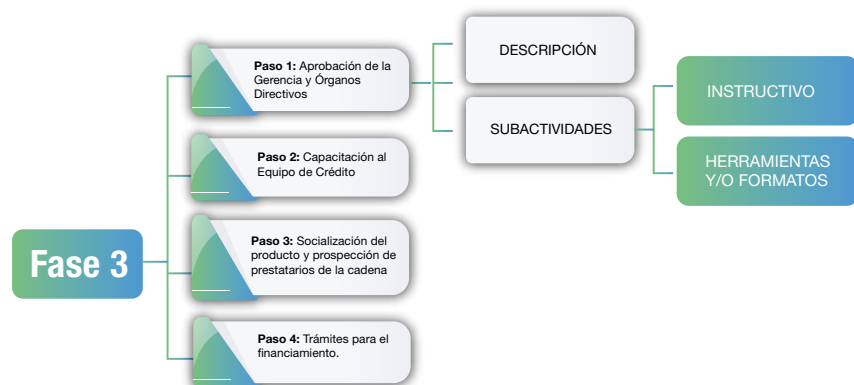 Fase 3
Paso 1: Aprobación de la
Gerencia y Órganos
Directivos
Paso 2: Capacitación al
Equipo de Crédito
Paso 3: Socialización del
producto y prospección de
prestatarios de la cadena
Paso 4: Trámites para el
financiamiento.
DESCRIPCIÓN
SUBACTIVIDADES
INSTRUCTIVO
HERRAMIENTAS
Y/O FORMATOS